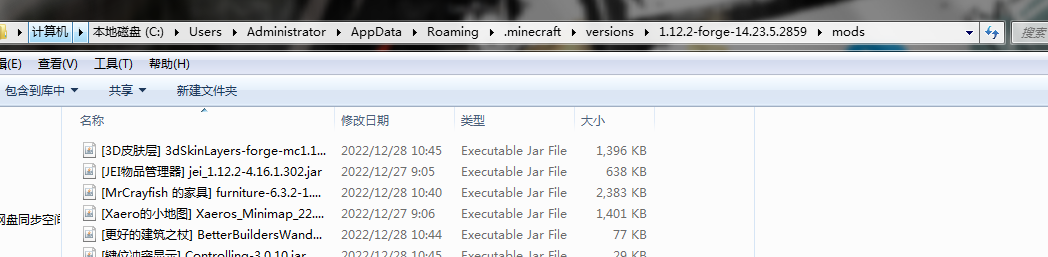 计算机 本地磁盘 (C:) Users Administrator AppData Roaming .minecraft versions 1.12.2-forge-14.23.5.2859 mods 搜索
辑(E) 查看(V) 工具(T) 帮助(H)
包含到库中 共享 新建文件夹
名称 修改日期 类型 大小
[3D皮肤层] 3dSkinLayers-forge-mc1.1... 2022/12/28 10:45 Executable Jar File 1,396 KB
[JEI物品管理器] jei_1.12.2-4.16.1.302.jar 2022/12/27 9:05 Executable Jar File 638 KB
[MrCrayfish 的家具] furniture-6.3.2-1.... 2022/12/28 10:40 Executable Jar File 2,383 KB
[Xaero的小地图] Xaeros_Minimap_22.... 2022/12/27 9:06 Executable Jar File 1,401 KB
网盘同步空间
[更好的建筑之杖] BetterBuildersWand... 2022/12/28 10:44 Executable Jar File 77 KB
[键位冲突显示] Controlling-3.0.10.jar 2022/12/28 10:45 Executable Jar File 29 KB